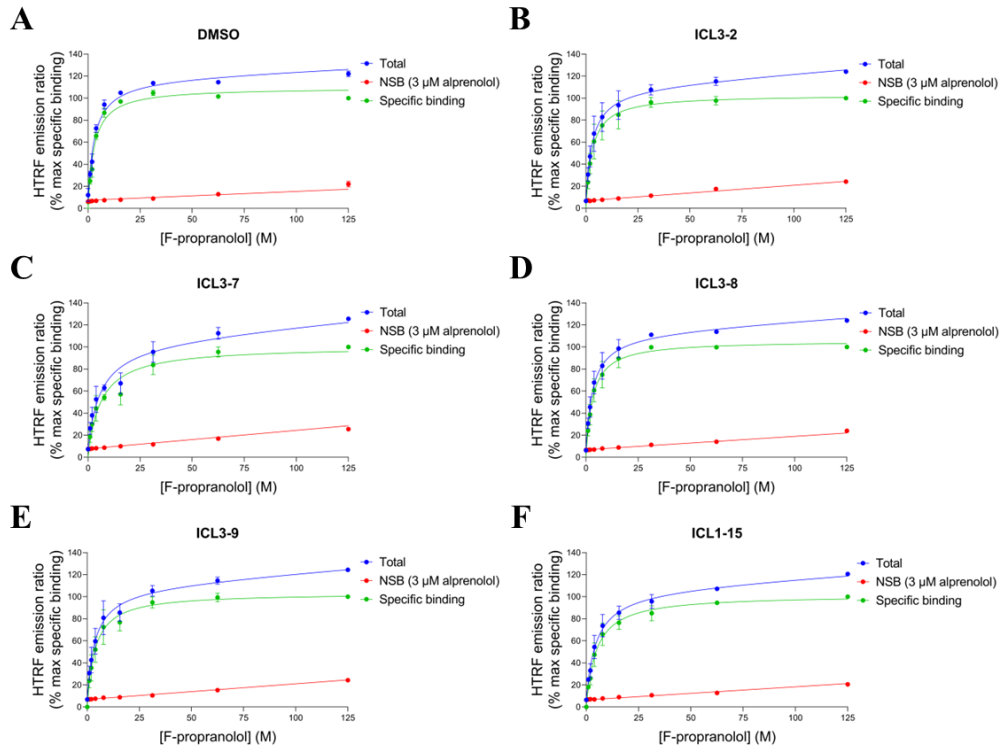 A
DMSO
HTRF emission ratio
(% max specific binding)
140
120
100
80
60
40
20
0
0 25 50 75 100 125
[F-propranolol] (M)
Total
NSB (3 µM alprenolol)
Specific binding
B
ICL3-2
HTRF emission ratio
(% max specific binding)
140
120
100
80
60
40
20
0
0 25 50 75 100 125
[F-propranolol] (M)
Total
NSB (3 µM alprenolol)
Specific binding
C
ICL3-7
HTRF emission ratio
(% max specific binding)
140
120
100
80
60
40
20
0
0 25 50 75 100 125
[F-propranolol] (M)
Total
NSB (3 µM alprenolol)
Specific binding
D
ICL3-8
HTRF emission ratio
(% max specific binding)
140
120
100
80
60
40
20
0
0 25 50 75 100 125
[F-propranolol] (M)
Total
NSB (3 µM alprenolol)
Specific binding
E
ICL3-9
HTRF emission ratio
(% max specific binding)
140
120
100
80
60
40
20
0
0 25 50 75 100 125
[F-propranolol] (M)
Total
NSB (3 µM alprenolol)
Specific binding
F
ICL1-15
HTRF emission ratio
(% max specific binding)
140
120
100
80
60
40
20
0
0 25 50 75 100 125
[F-propranolol] (M)
Total
NSB (3 µM alprenolol)
Specific binding